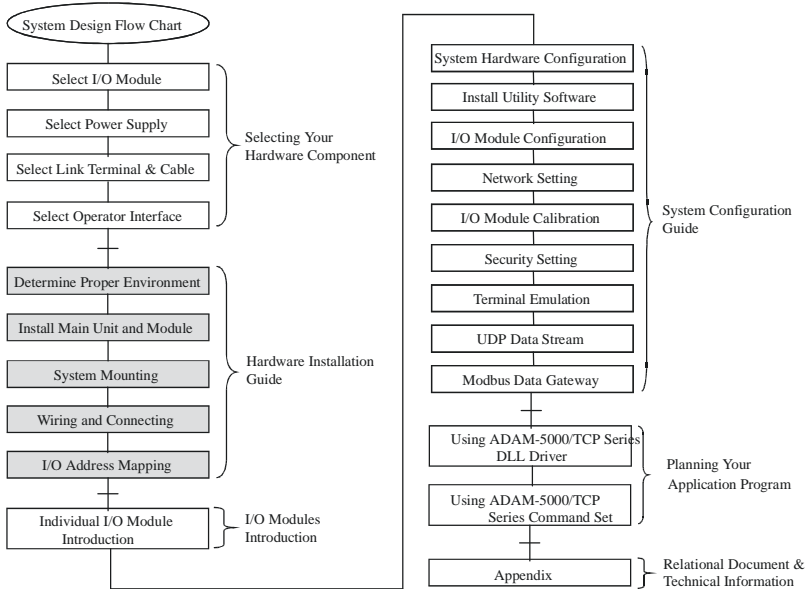 System Design Flow Chart
Select I/O Module
Select Power Supply
Select Link Terminal & Cable
Select Operator Interface
Selecting Your
Hardware Component
Determine Proper Environment
Install Main Unit and Module
System Mounting
Wiring and Connecting
I/O Address Mapping
Hardware Installation
Guide
Individual I/O Module
Introduction
I/O Modules
Introduction
System Hardware Configuration
Install Utility Software
I/O Module Configuration
Network Setting
I/O Module Calibration
Security Setting
Terminal Emulation
UDP Data Stream
Modbus Data Gateway
System Configuration
Guide
Using ADAM-5000/TCP Series
DLL Driver
Using ADAM-5000/TCP
Series Command Set
Planning Your
Application Program
Appendix
Relational Document &
Technical Information